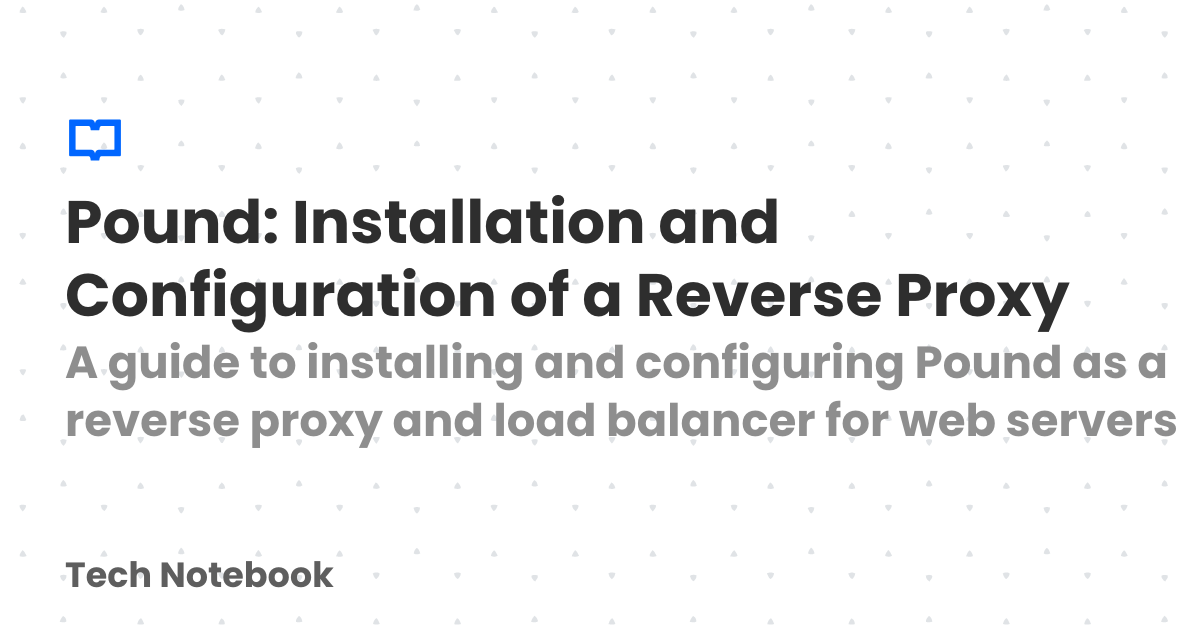 Pound: Installation and
Configuration of a Reverse Proxy
A guide to installing and configuring Pound as a
reverse proxy and load balancer for web servers
Tech Notebook